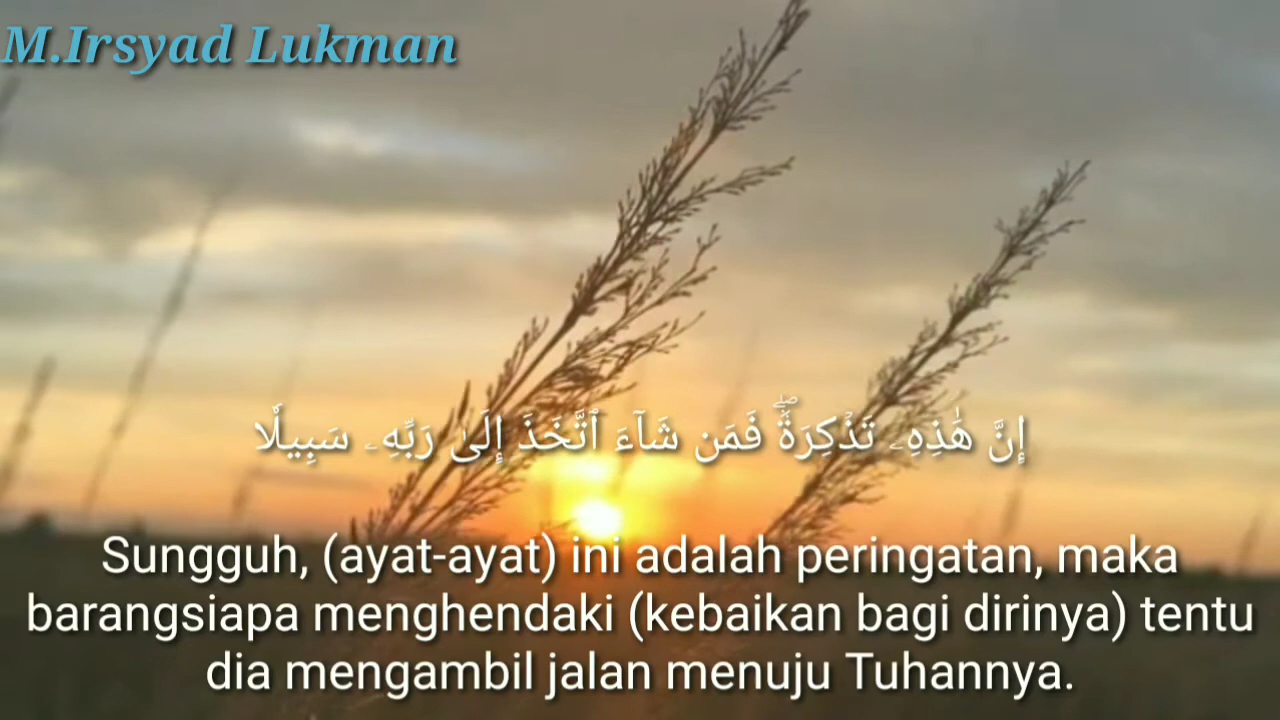 M.Irsyad Lukman
إِنَّ هَٰذِهِۦ تَذْكِرَةٌۖ فَمَن شَآءَ ٱتَّخَذَ إِلَىٰ رَبِّهِۦ سَبِيلًا
Sungguh, (ayat-ayat) ini adalah peringatan, maka
barangsiapa menghendaki (kebaikan bagi dirinya) tentu
dia mengambil jalan menuju Tuhannya.